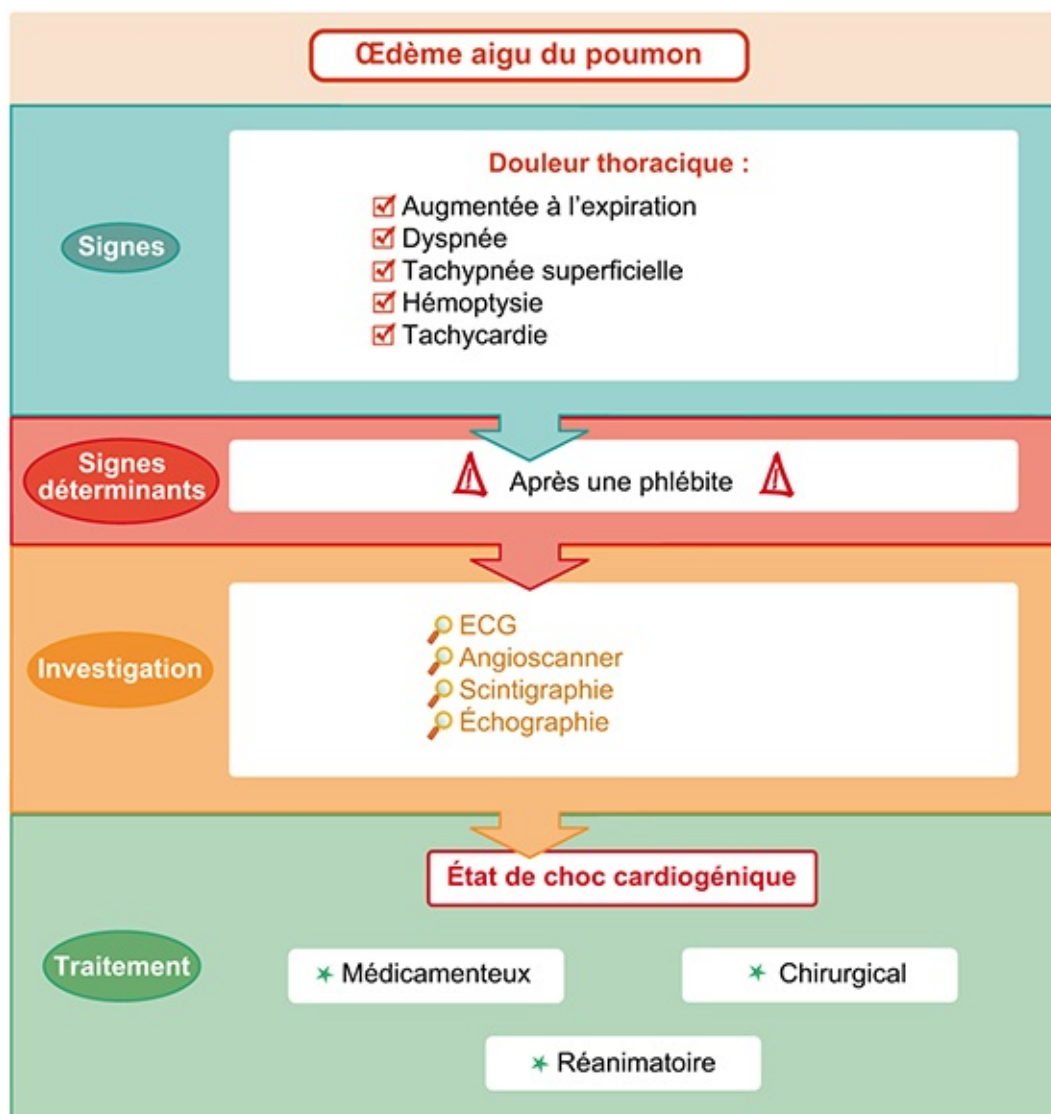 Œdème aigu du poumon
Signes
Douleur thoracique :
Augmentée à l'expiration
Dyspnée
Tachypnée superficielle
Hémoptysie
Tachycardie
Signes
déterminants
Après une phlébite
Investigation
ECG
Angioscanner
Scintigraphie
Échographie
État de choc cardiogénique
Traitement
Médicamenteux
Chirurgical
Réanimatoire